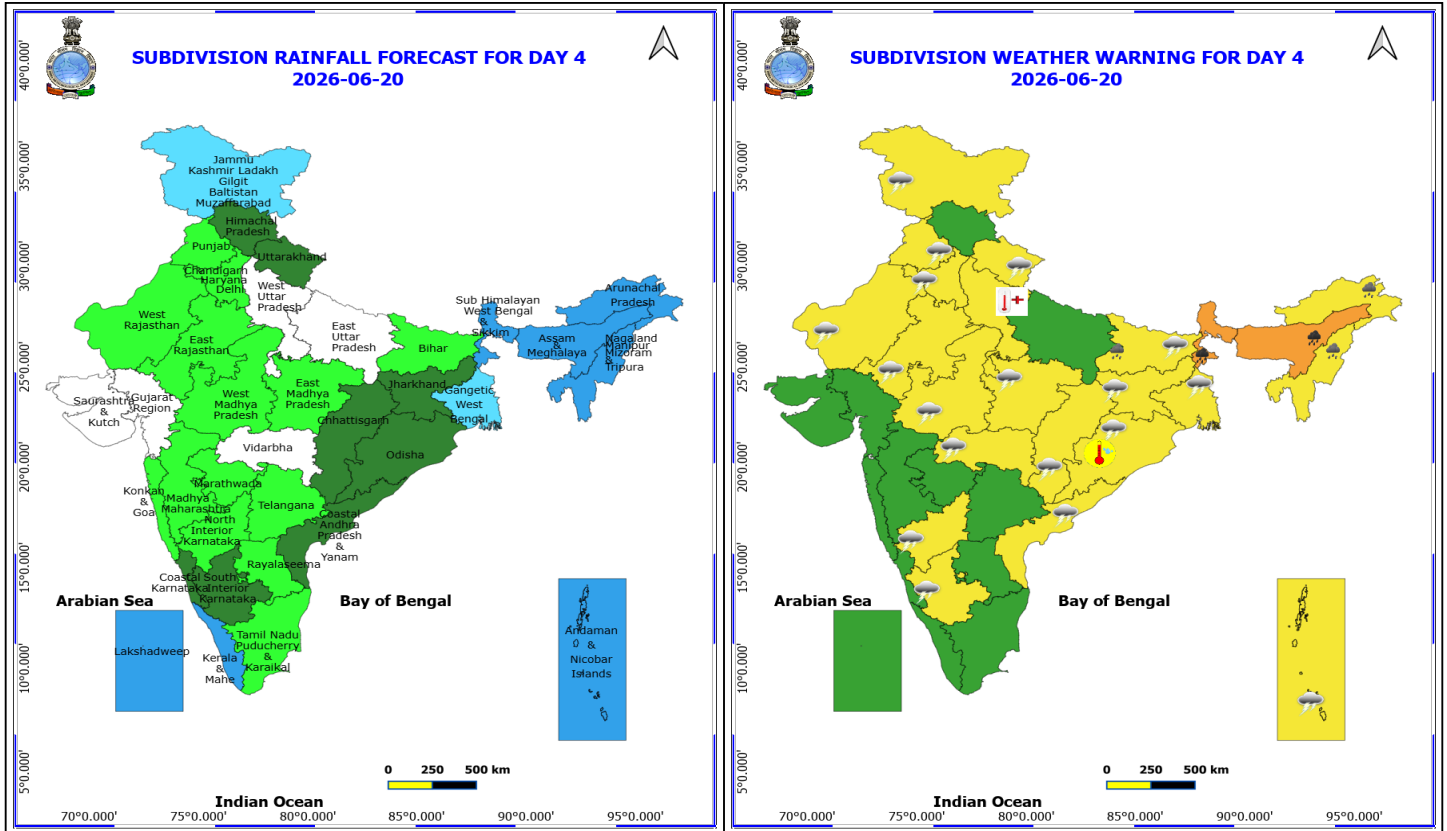 SUBDIVISION RAINFALL FORECAST FOR DAY 4
2026-06-20
40°0.000'
35°0.000'
30°0.000'
25°0.000'
20°0.000'
15°0.000'
10°0.000'
5°0.000'
Jammu
Kashmir Ladakh
Gilgit
Baltistan
Muzaffarabad
Himachal
Pradesh
Punjab
Uttarakhand
Chandigarh
Haryana
Delhi
West
Uttar
Pradesh
West
Rajasthan
East
Rajasthan
East
Uttar
Pradesh
Bihar
Sub Himalayan
West Bengal
&
Sikkim
Arunachal
Pradesh
Assam
&
Meghalaya
Nagaland
Manipur
Mizoram
&
Tripura
Saurashtra
&
Kutch
Gujarat
Region
West
Madhya
Pradesh
East
Madhya
Pradesh
Jharkhand
Gangetic
West
Bengal
Chhattisgarh
Odisha
Vidarbha
Konkan
&
Goa
Madhya
Maharashtra
Marathwada
Telangana
North
Interior
Karnataka
Coastal
Andhra
Pradesh
&
Yanam
Rayalaseema
Coastal
Karnataka
South
Interior
Karnataka
Arabian Sea
Bay of Bengal
Lakshadweep
Kerala
&
Mahe
Tamil Nadu
Puducherry
&
Karaikal
Andaman
&
Nicobar
Islands
0 250 500 km
Indian Ocean
70°0.000' 75°0.000' 80°0.000' 85°0.000' 90°0.000' 95°0.000'
SUBDIVISION WEATHER WARNING FOR DAY 4
2026-06-20
40°0.000'
35°0.000'
30°0.000'
25°0.000'
20°0.000'
15°0.000'
10°0.000'
5°0.000'
Arabian Sea
Bay of Bengal
0 250 500 km
Indian Ocean
70°0.000' 75°0.000' 80°0.000' 85°0.000' 90°0.000' 95°0.000'